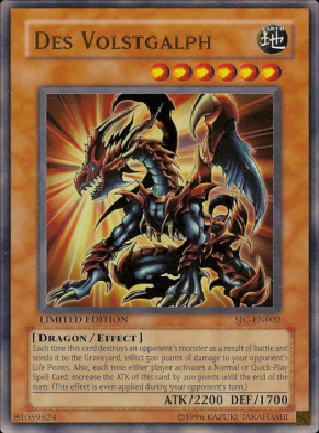 DES VOLSTGALPH
EARTH
地
LIMITED EDITION SJC-EN002
[DRAGON/EFFECT]
Each time this card destroys an opponent's monster as a result of battle and
sends it to the Graveyard, inflict 500 points of damage to your opponent's
Life Points. Also, each time either player activates a Normal or Quick-Play
Spell Card, increase the ATK of this card by 200 points until the end of the
turn. (This effect is even applied during your opponent's turn.)
ATK/2200 DEF/1700
81059524 ©1996 KAZUKI TAKAHASHI